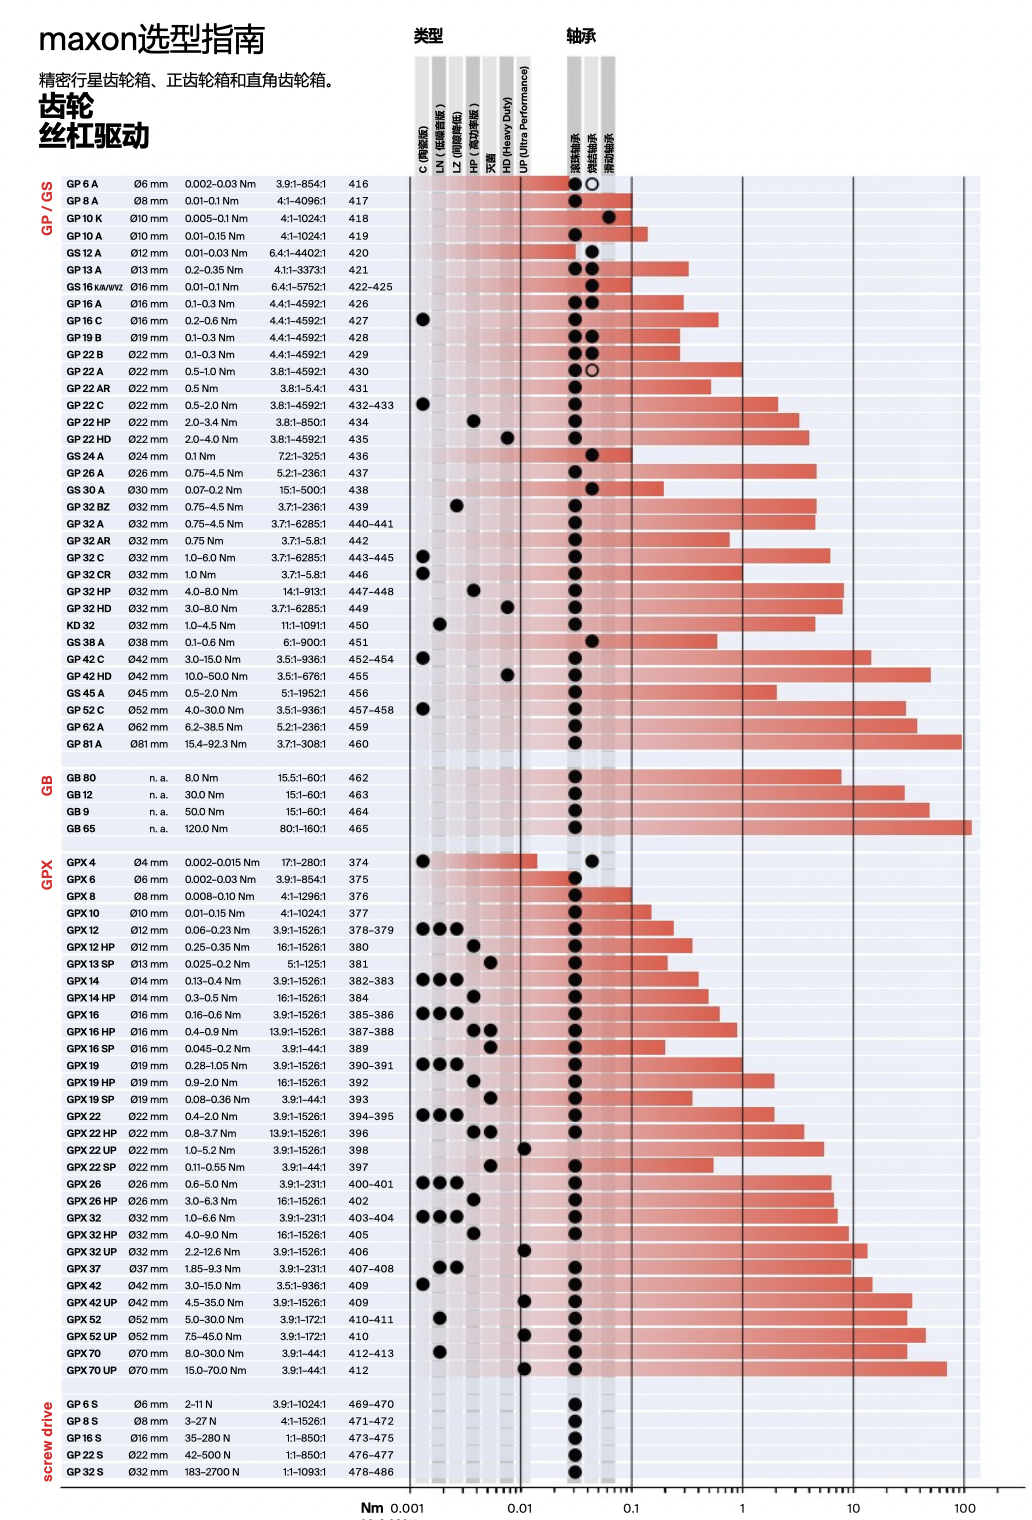 maxon选型指南
精密行星齿轮箱、正齿轮箱和直角齿轮箱。
齿轮
丝杠驱动
类型
轴承
C (陶瓷版)
LN ( 低噪音版 )
LZ (间隙降低)
HP ( 高功率版 )
灭菌
HD (Heavy Duty)
UP (Ultra Performance)
滚珠轴承
烧结轴承
滑动轴承
GP / GS
GP 6 A Ø6 mm 0.002–0.03 Nm 3.9:1–854:1 416
GP 8 A Ø8 mm 0.01–0.1 Nm 4:1–4096:1 417
GP 10 K Ø10 mm 0.005–0.1 Nm 4:1–1024:1 418
GP 10 A Ø10 mm 0.01–0.15 Nm 4:1–1024:1 419
GS 12 A Ø12 mm 0.01–0.03 Nm 6.4:1–4402:1 420
GP 13 A Ø13 mm 0.2–0.35 Nm 4.1:1–3373:1 421
GS 16 K/A/V/VZ Ø16 mm 0.01–0.1 Nm 6.4:1–5752:1 422–425
GP 16 A Ø16 mm 0.1–0.3 Nm 4.4:1–4592:1 426
GP 16 C Ø16 mm 0.2–0.6 Nm 4.4:1–4592:1 427
GP 19 B Ø19 mm 0.1–0.3 Nm 4.4:1–4592:1 428
GP 22 B Ø22 mm 0.1–0.3 Nm 4.4:1–4592:1 429
GP 22 A Ø22 mm 0.5–1.0 Nm 3.8:1–4592:1 430
GP 22 AR Ø22 mm 0.5 Nm 3.8:1–5.4:1 431
GP 22 C Ø22 mm 0.5–2.0 Nm 3.8:1–4592:1 432–433
GP 22 HP Ø22 mm 2.0–3.4 Nm 3.8:1–850:1 434
GP 22 HD Ø22 mm 2.0–4.0 Nm 3.8:1–4592:1 435
GS 24 A Ø24 mm 0.1 Nm 7.2:1–325:1 436
GP 26 A Ø26 mm 0.75–4.5 Nm 5.2:1–236:1 437
GS 30 A Ø30 mm 0.07–0.2 Nm 15:1–500:1 438
GP 32 BZ Ø32 mm 0.75–4.5 Nm 3.7:1–236:1 439
GP 32 A Ø32 mm 0.75–4.5 Nm 3.7:1–6285:1 440–441
GP 32 AR Ø32 mm 0.75 Nm 3.7:1–5.8:1 442
GP 32 C Ø32 mm 1.0–6.0 Nm 3.7:1–6285:1 443–445
GP 32 CR Ø32 mm 1.0 Nm 3.7:1–5.8:1 446
GP 32 HP Ø32 mm 4.0–8.0 Nm 14:1–913:1 447–448
GP 32 HD Ø32 mm 3.0–8.0 Nm 3.7:1–6285:1 449
KD 32 Ø32 mm 1.0–4.5 Nm 11:1–1091:1 450
GS 38 A Ø38 mm 0.1–0.6 Nm 6:1–900:1 451
GP 42 C Ø42 mm 3.0–15.0 Nm 3.5:1–936:1 452–454
GP 42 HD Ø42 mm 10.0–50.0 Nm 3.5:1–676:1 455
GS 45 A Ø45 mm 0.5–2.0 Nm 5:1–1952:1 456
GP 52 C Ø52 mm 4.0–30.0 Nm 3.5:1–936:1 457–458
GP 62 A Ø62 mm 6.2–38.5 Nm 5.2:1–236:1 459
GP 81 A Ø81 mm 15.4–92.3 Nm 3.7:1–308:1 460
GB
GB 80 n. a. 8.0 Nm 15.5:1–60:1 462
GB 12 n. a. 30.0 Nm 15:1–60:1 463
GB 9 n. a. 50.0 Nm 15:1–60:1 464
GB 65 n. a. 120.0 Nm 80:1–160:1 465
GPX
GPX 4 Ø4 mm 0.002–0.015 Nm 17:1–280:1 374
GPX 6 Ø6 mm 0.002–0.03 Nm 3.9:1–854:1 375
GPX 8 Ø8 mm 0.008–0.10 Nm 4:1–1296:1 376
GPX 10 Ø10 mm 0.01–0.15 Nm 4:1–1024:1 377
GPX 12 Ø12 mm 0.06–0.23 Nm 3.9:1–1526:1 378–379
GPX 12 HP Ø12 mm 0.25–0.35 Nm 16:1–1526:1 380
GPX 13 SP Ø13 mm 0.025–0.2 Nm 5:1–125:1 381
GPX 14 Ø14 mm 0.13–0.4 Nm 3.9:1–1526:1 382–383
GPX 14 HP Ø14 mm 0.3–0.5 Nm 16:1–1526:1 384
GPX 16 Ø16 mm 0.16–0.6 Nm 3.9:1–1526:1 385–386
GPX 16 HP Ø16 mm 0.4–0.9 Nm 13.9:1–1526:1 387–388
GPX 16 SP Ø16 mm 0.045–0.2 Nm 3.9:1–44:1 389
GPX 19 Ø19 mm 0.28–1.05 Nm 3.9:1–1526:1 390–391
GPX 19 HP Ø19 mm 0.9–2.0 Nm 16:1–1526:1 392
GPX 19 SP Ø19 mm 0.08–0.36 Nm 3.9:1–44:1 393
GPX 22 Ø22 mm 0.4–2.0 Nm 3.9:1–1526:1 394–395
GPX 22 HP Ø22 mm 0.8–3.7 Nm 13.9:1–1526:1 396
GPX 22 UP Ø22 mm 1.0–5.2 Nm 3.9:1–1526:1 398
GPX 22 SP Ø22 mm 0.11–0.55 Nm 3.9:1–44:1 397
GPX 26 Ø26 mm 0.6–5.0 Nm 3.9:1–231:1 400–401
GPX 26 HP Ø26 mm 3.0–6.3 Nm 16:1–1526:1 402
GPX 32 Ø32 mm 1.0–6.6 Nm 3.9:1–231:1 403–404
GPX 32 HP Ø32 mm 4.0–9.0 Nm 16:1–1526:1 405
GPX 32 UP Ø32 mm 2.2–12.6 Nm 3.9:1–1526:1 406
GPX 37 Ø37 mm 1.85–9.3 Nm 3.9:1–231:1 407–408
GPX 42 Ø42 mm 3.0–15.0 Nm 3.5:1–936:1 409
GPX 42 UP Ø42 mm 4.5–35.0 Nm 3.9:1–1526:1 409
GPX 52 Ø52 mm 5.0–30.0 Nm 3.9:1–172:1 410–411
GPX 52 UP Ø52 mm 7.5–45.0 Nm 3.9:1–172:1 410
GPX 70 Ø70 mm 8.0–30.0 Nm 3.9:1–44:1 412–413
GPX 70 UP Ø70 mm 15.0–70.0 Nm 3.9:1–44:1 412
screw drive
GP 6 S Ø6 mm 2–11 N 3.9:1–1024:1 469–470
GP 8 S Ø8 mm 3–27 N 4:1–1526:1 471–472
GP 16 S Ø16 mm 35–280 N 1:1–850:1 473–475
GP 22 S Ø22 mm 42–500 N 1:1–850:1 476–477
GP 32 S Ø32 mm 183–2700 N 1:1–1093:1 478–486
Nm 0.001 0.01 0.1 1 10 100